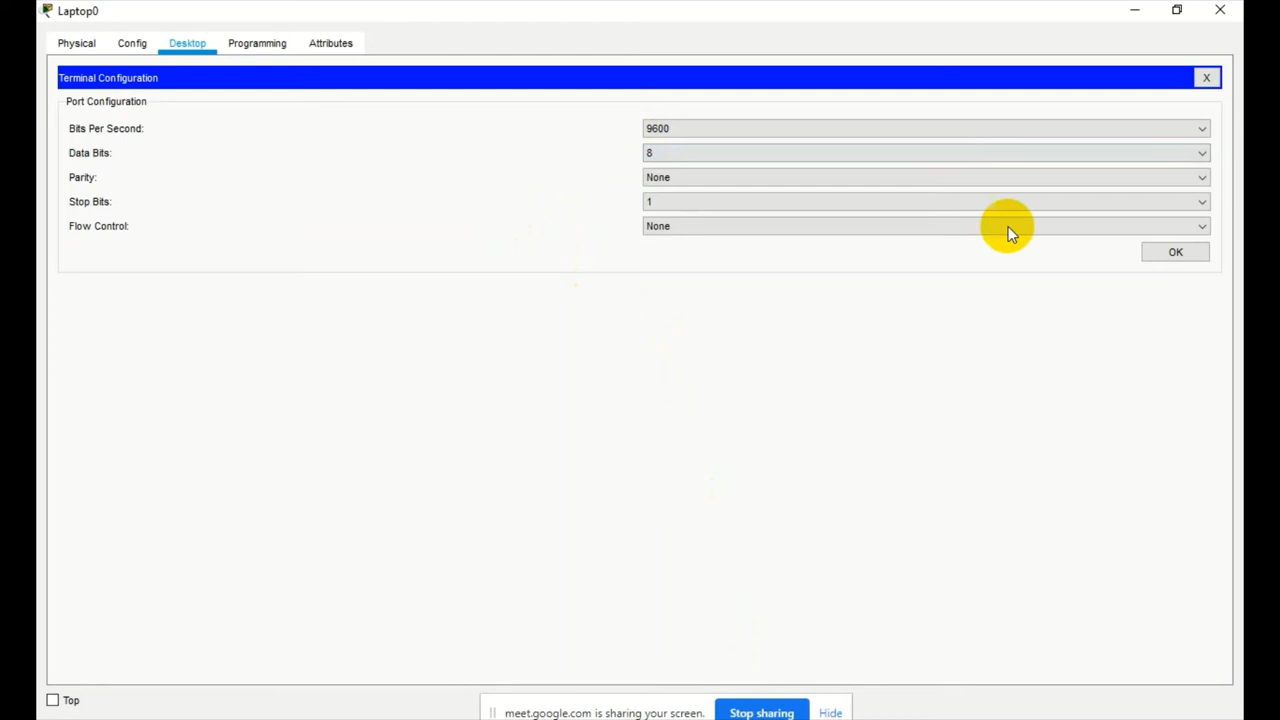 Laptop0
Physical Config Desktop Programming Attributes
Terminal Configuration X
Port Configuration
Bits Per Second: 9600
Data Bits: 8
Parity: None
Stop Bits: 1
Flow Control: None
OK
Top
meet.google.com is sharing your screen. Stop sharing Hide